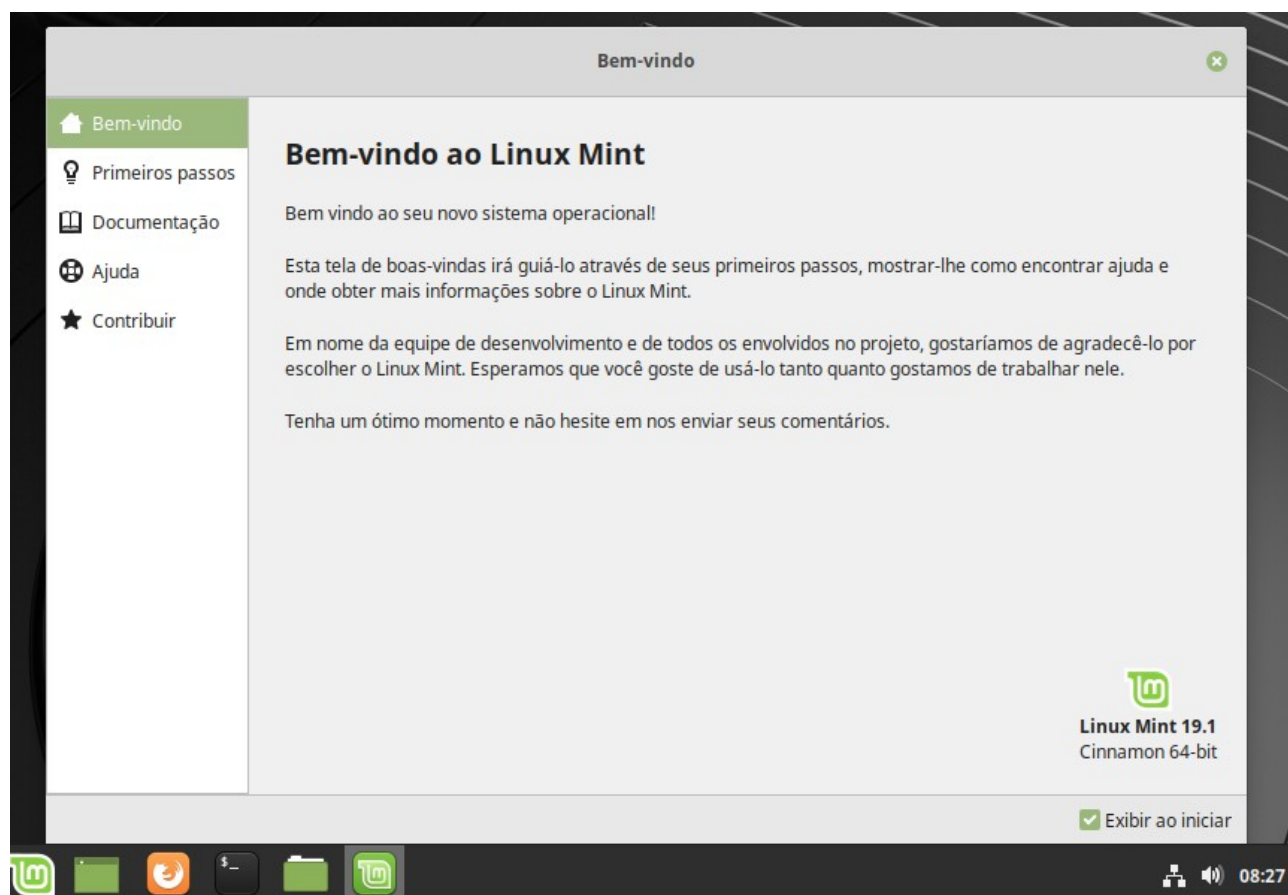 Bem-vindo
Bem-vindo
Primeiros passos
Documentação
Ajuda
Contribuir
Bem-vindo ao Linux Mint
Bem vindo ao seu novo sistema operacional!
Esta tela de boas-vindas irá guiá-lo através de seus primeiros passos, mostrar-lhe como encontrar ajuda e
onde obter mais informações sobre o Linux Mint.
Em nome da equipe de desenvolvimento e de todos os envolvidos no projeto, gostaríamos de agradecê-lo por
escolher o Linux Mint. Esperamos que você goste de usá-lo tanto quanto gostamos de trabalhar nele.
Tenha um ótimo momento e não hesite em nos enviar seus comentários.
Linux Mint 19.1
Cinnamon 64-bit
Exibir ao iniciar
$_
08:27